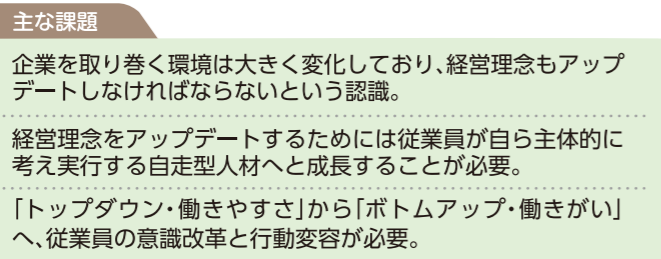 主な課題
企業を取り巻く環境は大きく変化しており、経営理念もアップ
デートしなければならないという認識。
経営理念をアップデートするためには従業員が自ら主体的に
考え実行する自走型人材へと成長することが必要。
「トップダウン・働きやすさ」から「ボトムアップ・働きがい」
へ、従業員の意識改革と行動変容が必要。